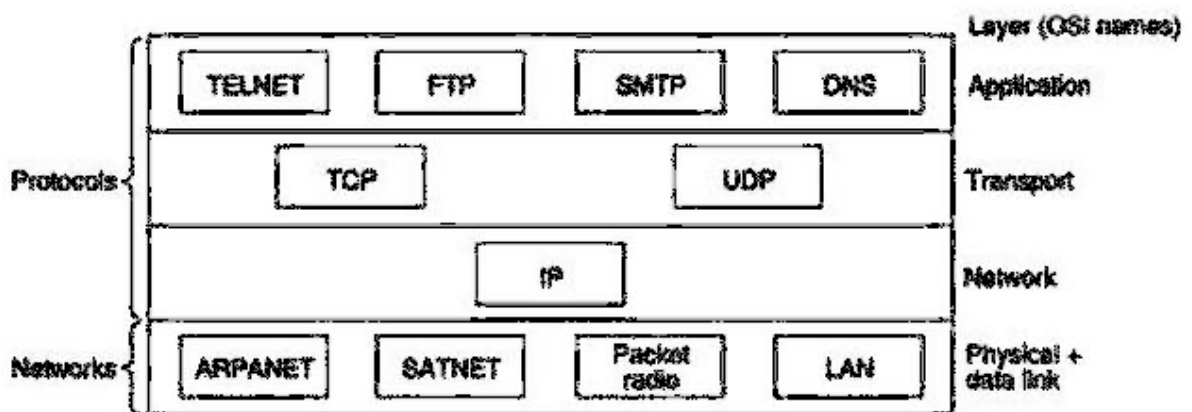 Layer (OSI names)
TELNET FTP SMTP DNS Application
Protocols TCP UDP Transport
IP Network
Networks ARPANET SATNET Packet radio LAN Physical + data link